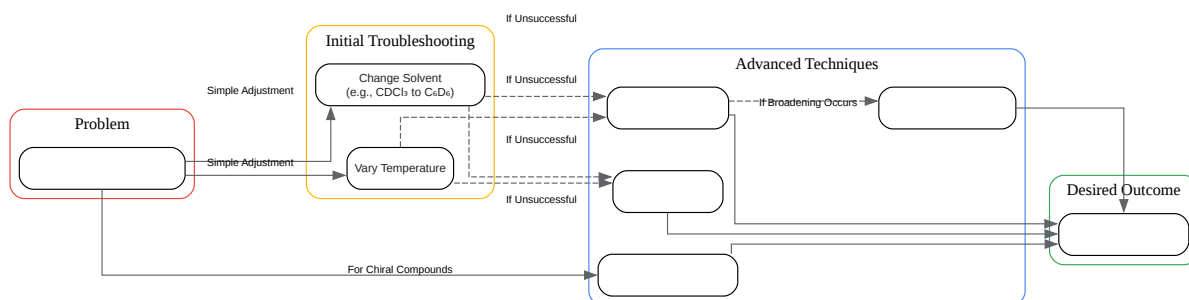 If Unsuccessful
Initial Troubleshooting
Advanced Techniques
Change Solvent
(e.g., CDCl₃ to C₆D₆)
If Unsuccessful
Simple Adjustment
If Broadening Occurs
Problem
If Unsuccessful
Simple Adjustment
Vary Temperature
If Unsuccessful
Desired Outcome
For Chiral Compounds